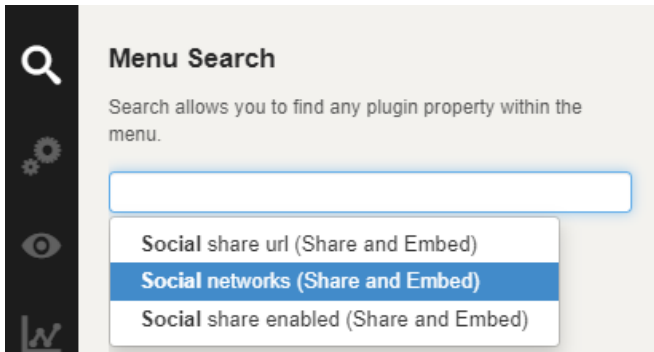 Menu Search
Search allows you to find any plugin property within the
menu.
Social share url (Share and Embed)
Social networks (Share and Embed)
Social share enabled (Share and Embed)